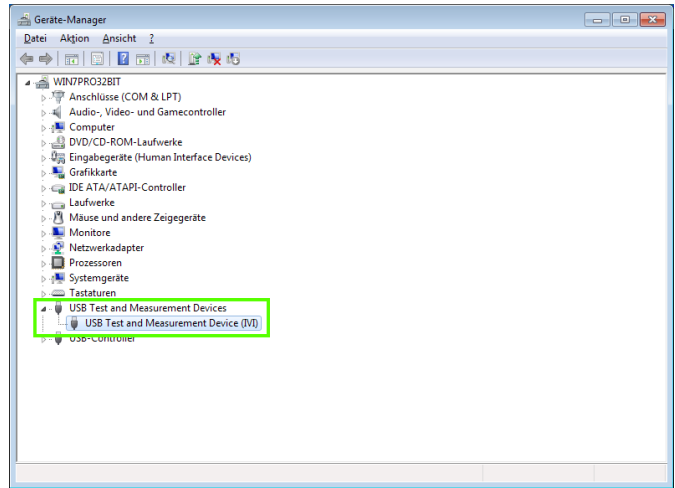 Geräte-Manager
Datei Aktion Ansicht ?
WIN7PRO32BIT
Anschlüsse (COM & LPT)
Audio-, Video- und Gamecontroller
Computer
DVD/CD-ROM-Laufwerke
Eingabegeräte (Human Interface Devices)
Grafikkarte
IDE ATA/ATAPI-Controller
Laufwerke
Mäuse und andere Zeigegeräte
Monitore
Netzwerkadapter
Prozessoren
Systemgeräte
Tastaturen
USB Test and Measurement Devices
USB Test and Measurement Device (IVI)
USB-Controller